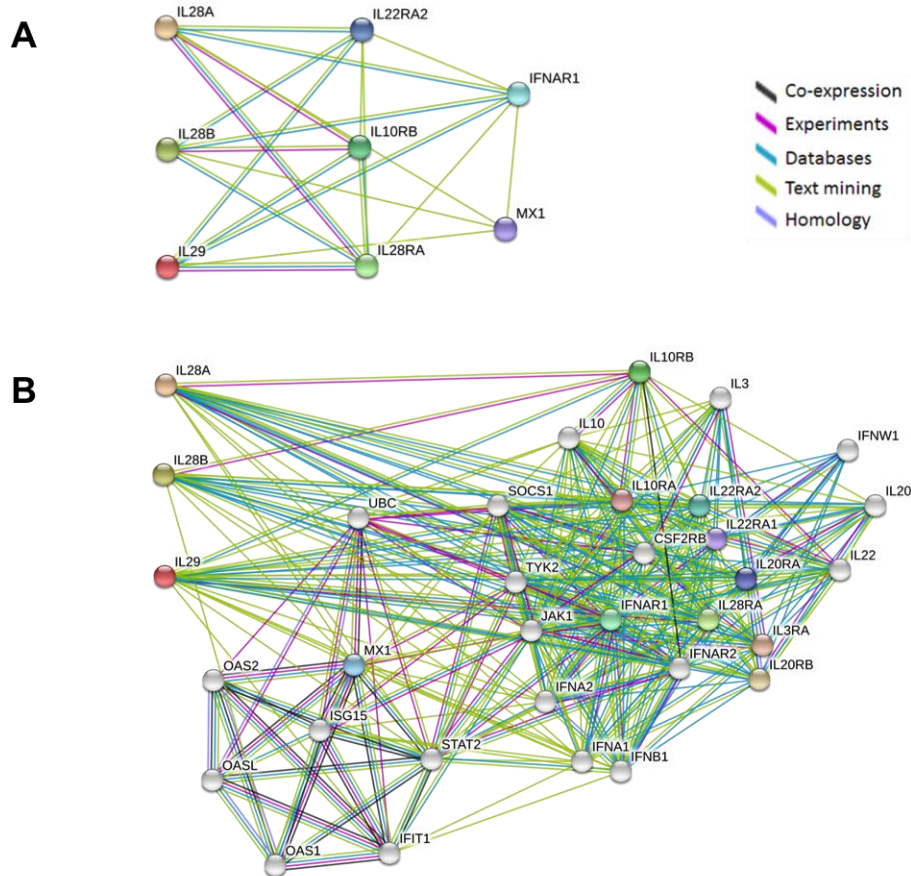 A
IL28A
IL22RA2
IFNAR1
IL28B
IL10RB
MX1
IL29
IL28RA
Co-expression
Experiments
Databases
Text mining
Homology
B
IL28A
IL10RB
IL3
IL10
IFNW1
IL28B
IL10RA
IL22RA2
IL20
UBC
SOCS1
IL22RA1
CSF2RB
IL22
IL29
TYK2
IL20RA
JAK1
IFNAR1
IL28RA
IL3RA
MX1
IFNAR2
IL20RB
OAS2
IFNA2
ISG15
STAT2
IFNA1
IFNB1
OASL
OAS1
IFIT1